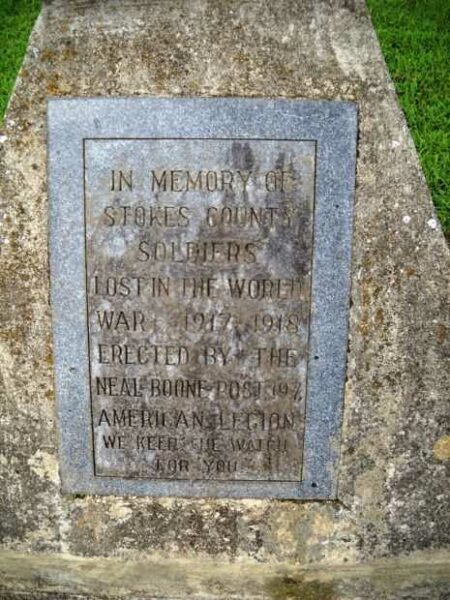 IN MEMORY OF
STOKES COUNTY
SOLDIERS
LOST IN THE WORLD
WAR 1917-1918
ERECTED BY THE
NEAL-BOONE POST 197
AMERICAN LEGION
WE KEEP THE WATCH
FOR YOU